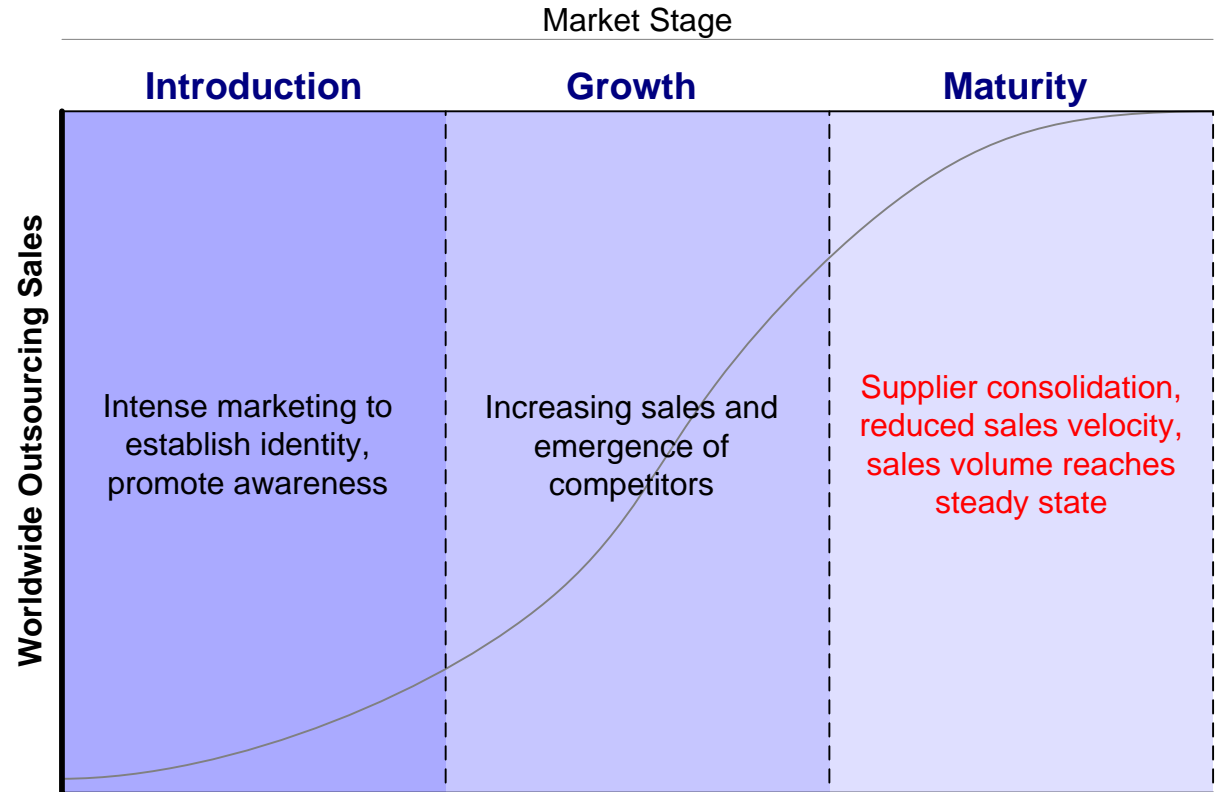 Market Stage
Introduction
Growth
Maturity
Worldwide Outsourcing Sales
Intense marketing to
establish identity,
promote awareness
Increasing sales and
emergence of
competitors
Supplier consolidation,
reduced sales velocity,
sales volume reaches
steady state